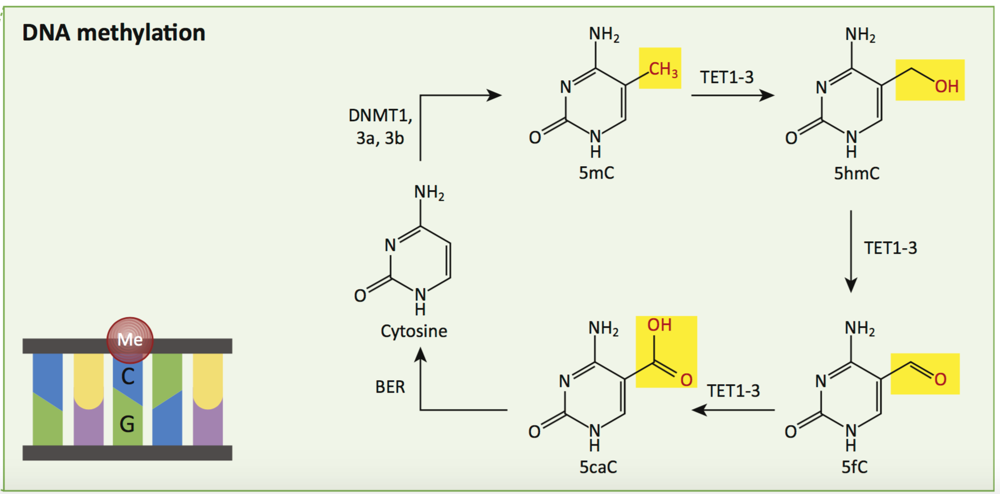 DNA methylation
DNMT1,
3a, 3b
NH₂
CH₃
N
O
N
H
5mC
TET1-3
NH₂
OH
N
O
N
H
5hmC
TET1-3
NH₂
N
O
N
H
Cytosine
BER
NH₂
OH
O
N
O
N
H
5caC
TET1-3
NH₂
O
N
O
N
H
5fC
Me
C
G